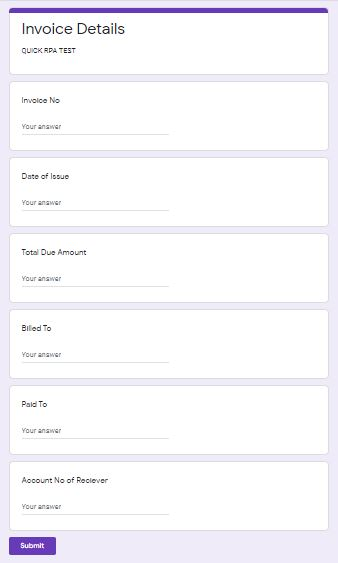 Invoice Details
QUICK RPA TEST
Invoice No
Your answer
Date of Issue
Your answer
Total Due Amount
Your answer
Billed To
Your answer
Paid To
Your answer
Account No of Reciever
Your answer
Submit